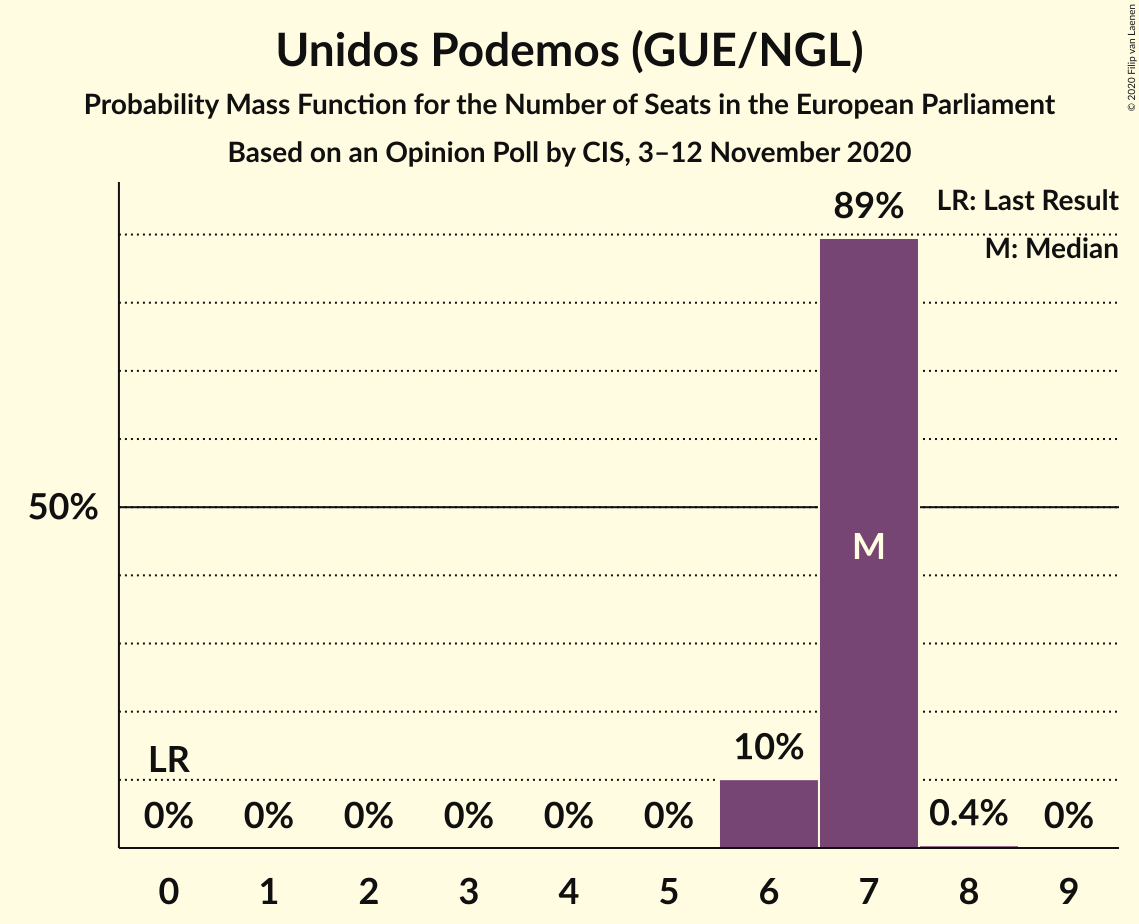 Unidos Podemos (GUE/NGL)
Probability Mass Function for the Number of Seats in the European Parliament
Based on an Opinion Poll by CIS, 3–12 November 2020
© 2020 Filip van Laenen
LR: Last Result
M: Median
89%
50%
M
10%
LR
0% 0% 0% 0% 0% 0% 0.4% 0%
0 1 2 3 4 5 6 7 8 9